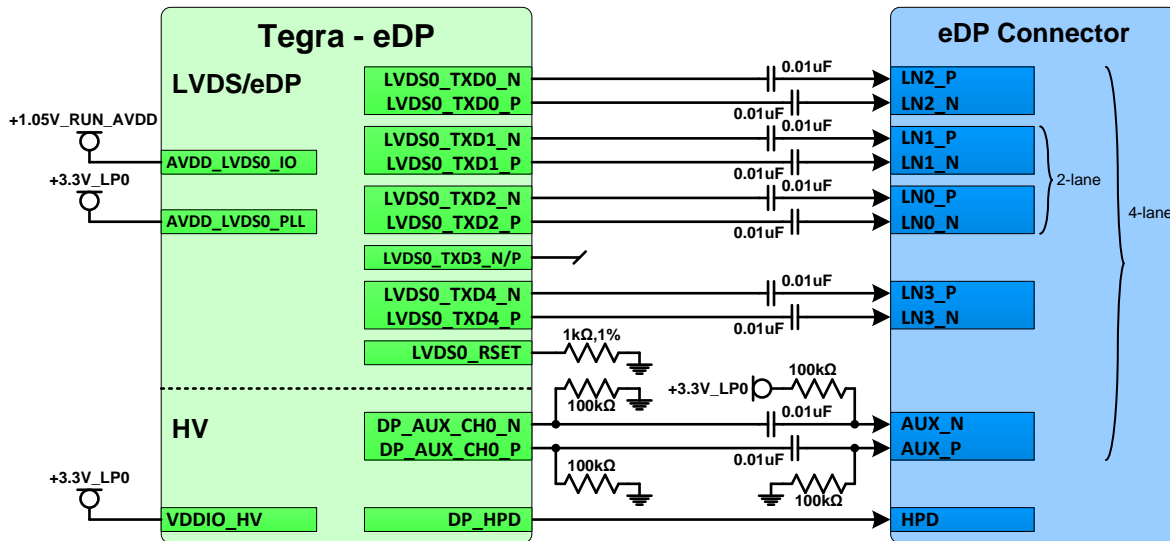 Tegra - eDP
eDP Connector
LVDS/eDP
LVDS0_TXD0_N
0.01uF
LN2_P
LVDS0_TXD0_P
0.01uF
LN2_N
+1.05V_RUN_AVDD
LVDS0_TXD1_N
0.01uF
LN1_P
AVDD_LVDS0_IO
LVDS0_TXD1_P
0.01uF
LN1_N
2-lane
+3.3V_LP0
LVDS0_TXD2_N
0.01uF
LN0_P
AVDD_LVDS0_PLL
LVDS0_TXD2_P
0.01uF
LN0_N
4-lane
LVDS0_TXD3_N/P
LVDS0_TXD4_N
0.01uF
LN3_P
LVDS0_TXD4_P
0.01uF
LN3_N
LVDS0_RSET
1kΩ,1%
100kΩ
+3.3V_LP0
100kΩ
HV
DP_AUX_CH0_N
0.01uF
AUX_N
DP_AUX_CH0_P
0.01uF
AUX_P
100kΩ
100kΩ
+3.3V_LP0
VDDIO_HV
DP_HPD
HPD